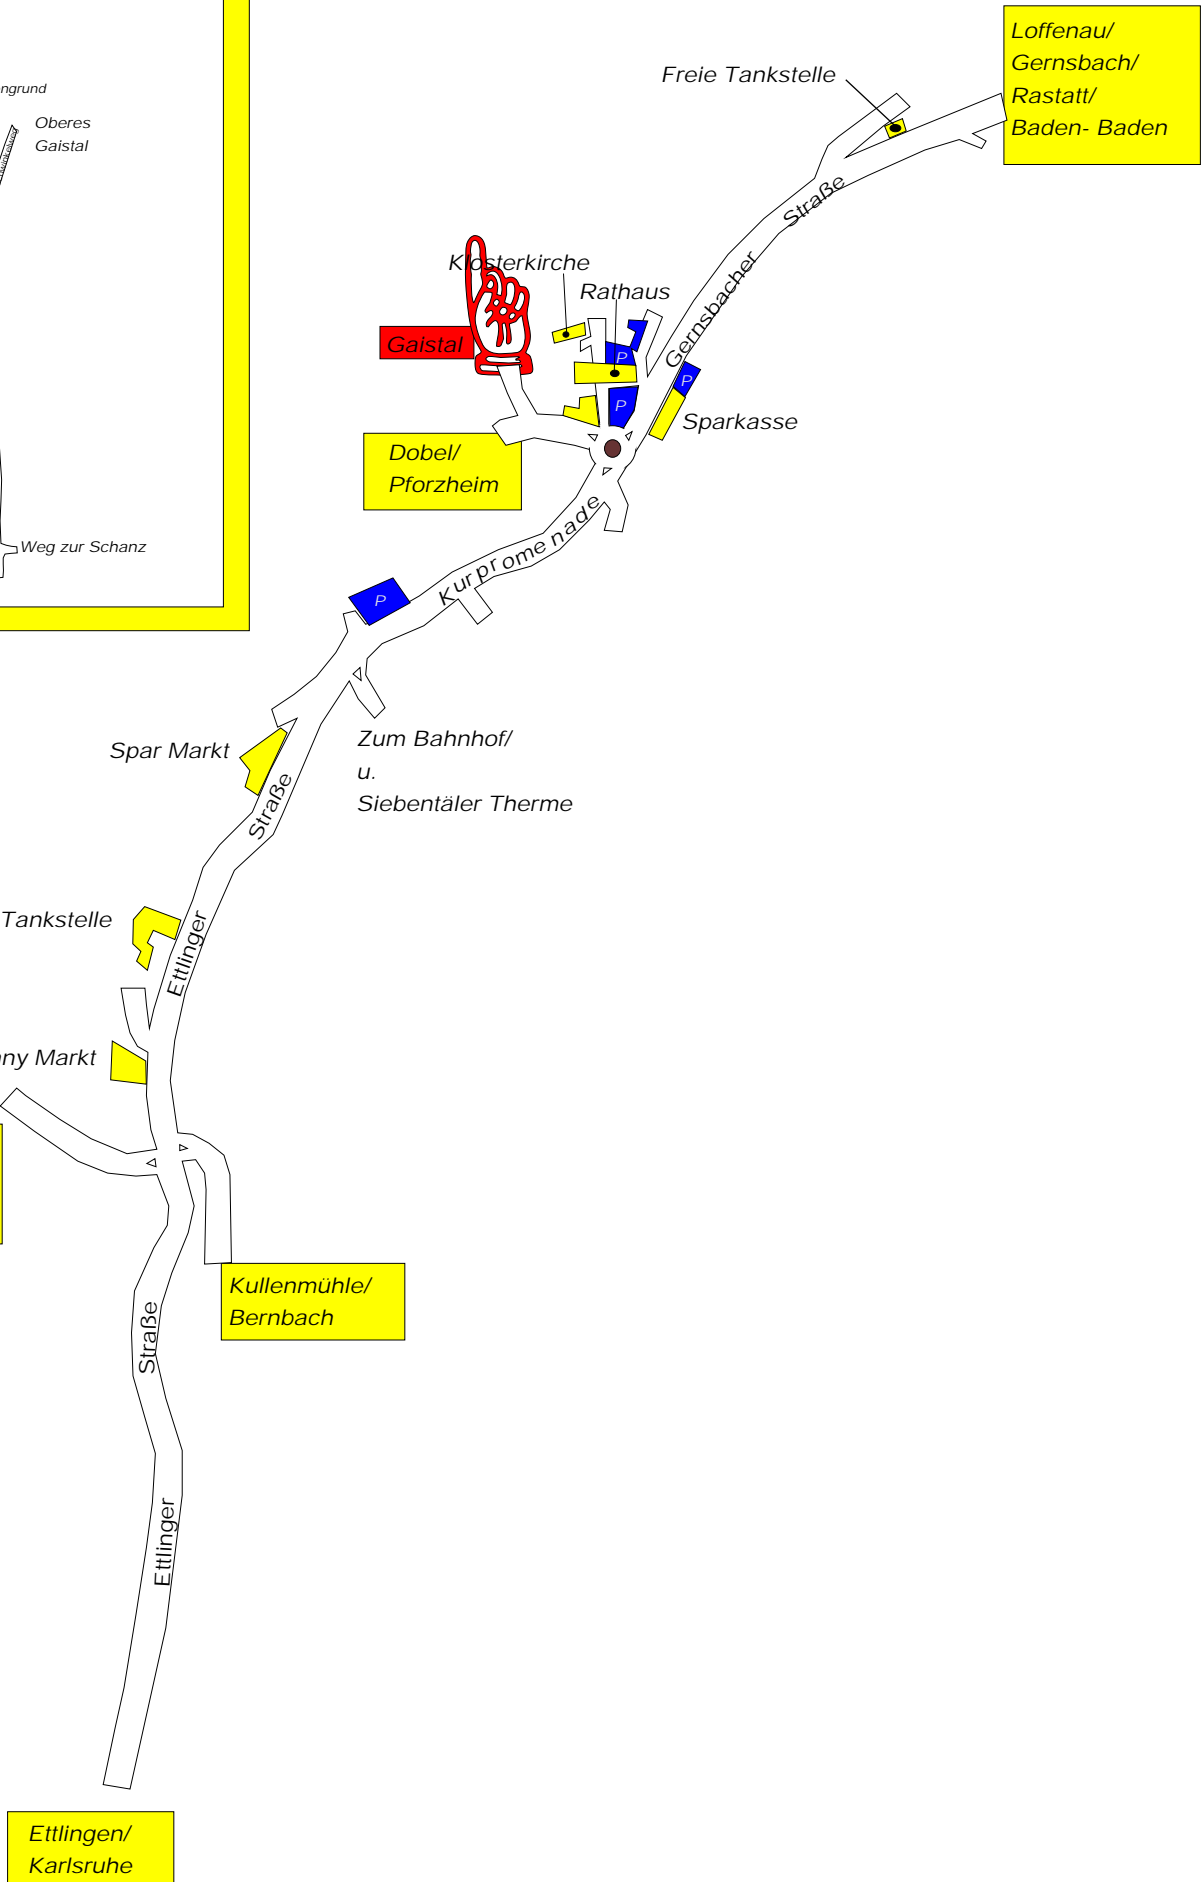 Loffenau/
Gernsbach/
Rastatt/
Baden- Baden
Freie Tankstelle
Oberes
Gaistal
Gernsbacher Straße
Klosterkirche
Rathaus
Gaistal
P
P
P
Sparkasse
Dobel/
Pforzheim
Kurpromenade
Weg zur Schanz
P
Zum Bahnhof/
u.
Siebentäler Therme
Spar Markt
Ettlinger Straße
Tankstelle
ny Markt
Kullenmühle/
Bernbach
Ettlinger Straße
Ettlingen/
Karlsruhe